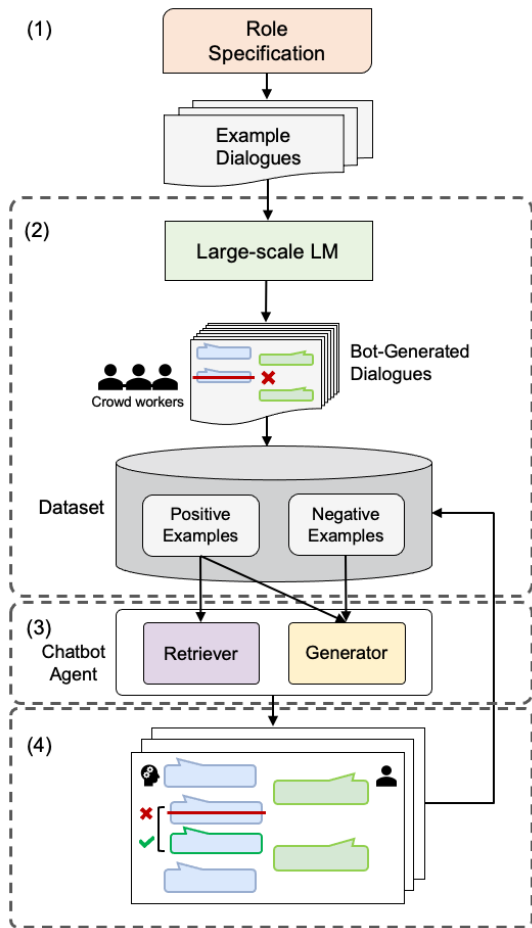 (1)
Role
Specification
Example
Dialogues
(2)
Large-scale LM
Bot-Generated
Dialogues
Crowd workers
Dataset
Positive
Examples
Negative
Examples
(3)
Chatbot
Agent
Retriever
Generator
(4)